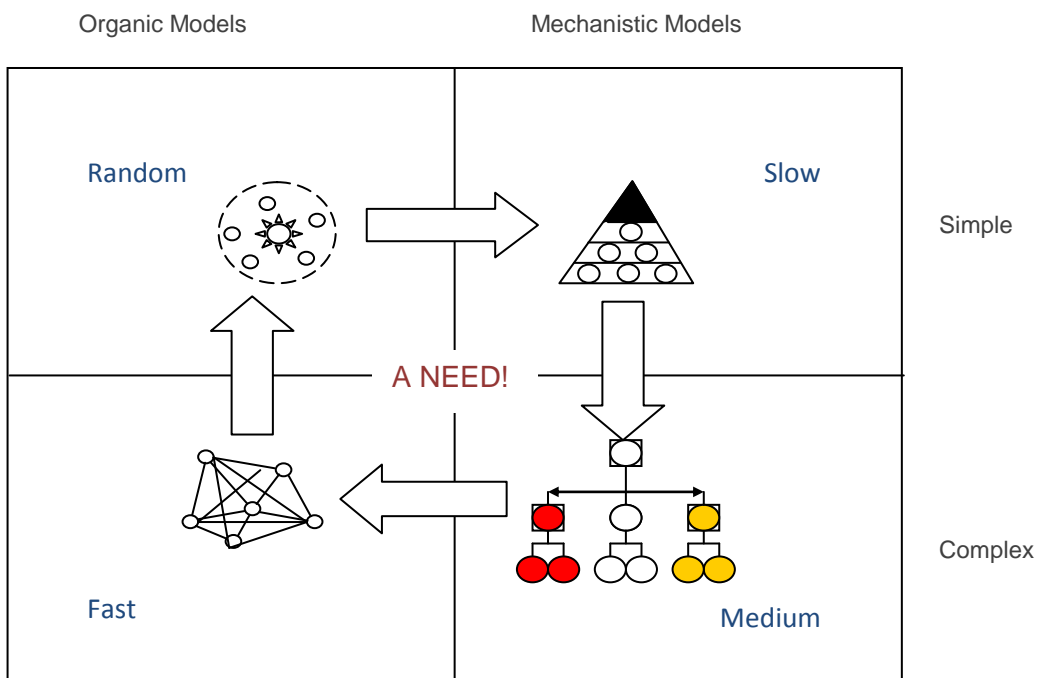 Organic Models
Mechanistic Models
Random
Slow
Simple
A NEED!
Complex
Fast
Medium